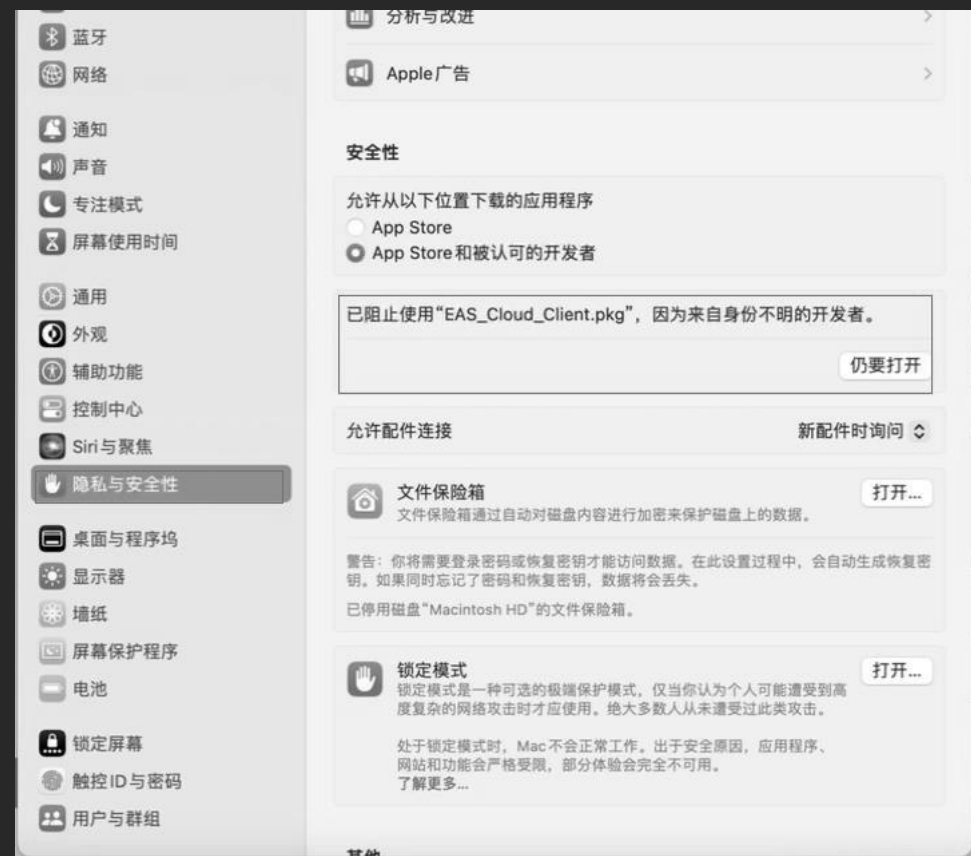 蓝牙
网络
通知
声音
专注模式
屏幕使用时间
通用
外观
辅助功能
控制中心
Siri与聚焦
隐私与安全性
桌面与程序坞
显示器
墙纸
屏幕保护程序
电池
锁定屏幕
触控ID与密码
用户与群组
分析与改进
Apple广告
安全性
允许从以下位置下载的应用程序
App Store
App Store和被认可的开发者
已阻止使用“EAS_Cloud_Client.pkg”，因为来自身份不明的开发者。
仍要打开
允许配件连接
新配件时询问
文件保险箱
打开...
文件保险箱通过自动对磁盘内容进行加密来保护磁盘上的数据。
警告：你将需要登录密码或恢复密钥才能访问数据。在此设置过程中，会自动生成恢复密
钥。如果同时忘记了密码和恢复密钥，数据将会丢失。
已停用磁盘“Macintosh HD”的文件保险箱。
锁定模式
打开...
锁定模式是一种可选的极端保护模式，仅当你认为个人可能遭受到高
度复杂的网络攻击时才应使用。绝大多数人从未遭受过此类攻击。
处于锁定模式时，Mac不会正常工作。出于安全原因，应用程序、
网站和功能会严格受限，部分体验会完全不可用。
了解更多...
其他